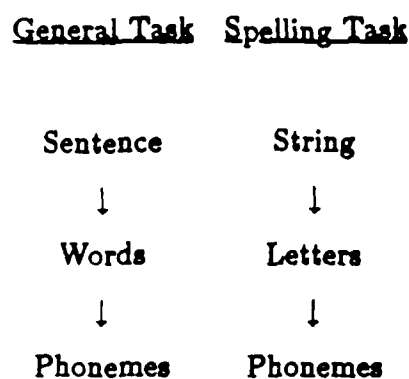 General Task Spelling Task
Sentence String
↓ ↓
Words Letters
↓ ↓
Phonemes Phonemes